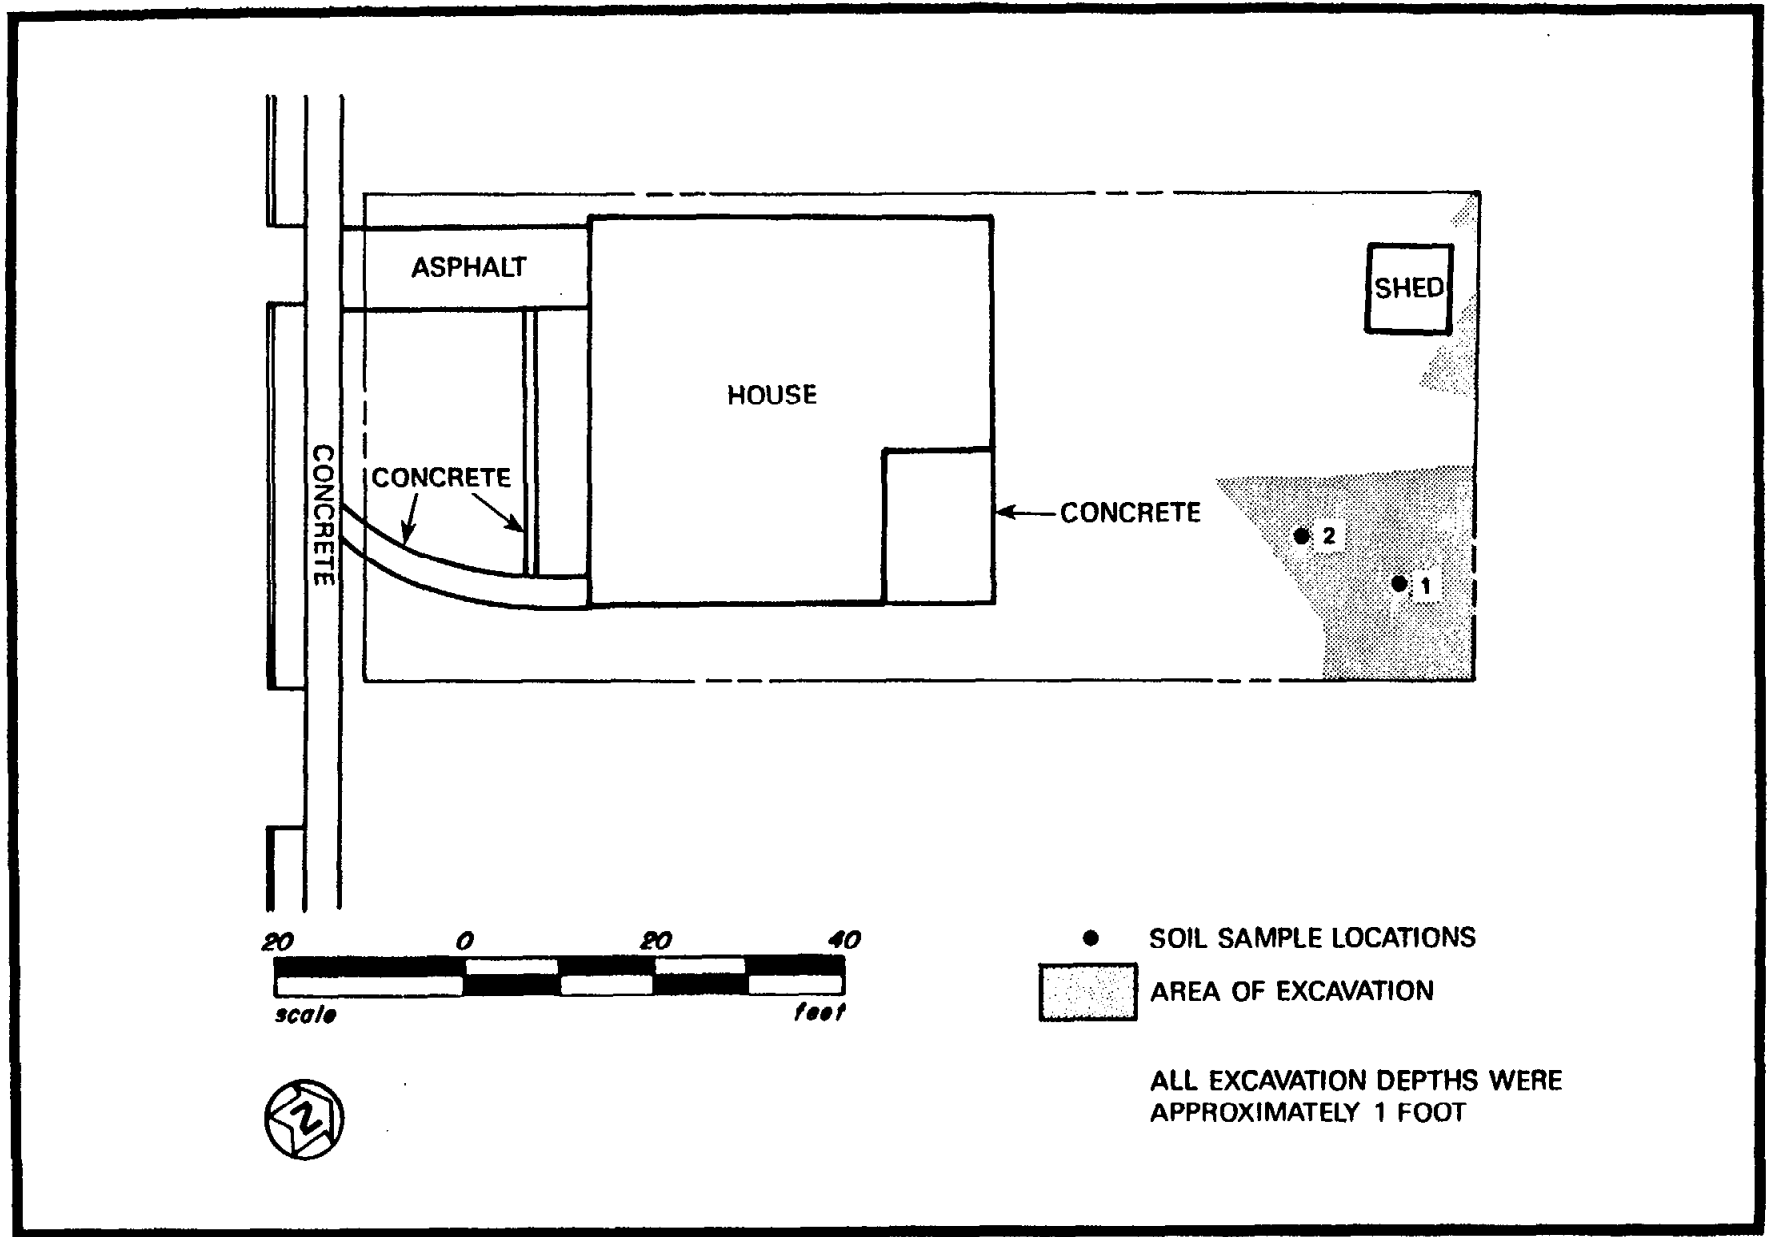 ASPHALT
SHED
HOUSE
CONCRETE
CONCRETE
CONCRETE
2
1
20 0 20 40
scale feet
SOIL SAMPLE LOCATIONS
AREA OF EXCAVATION
ALL EXCAVATION DEPTHS WERE
APPROXIMATELY 1 FOOT
N